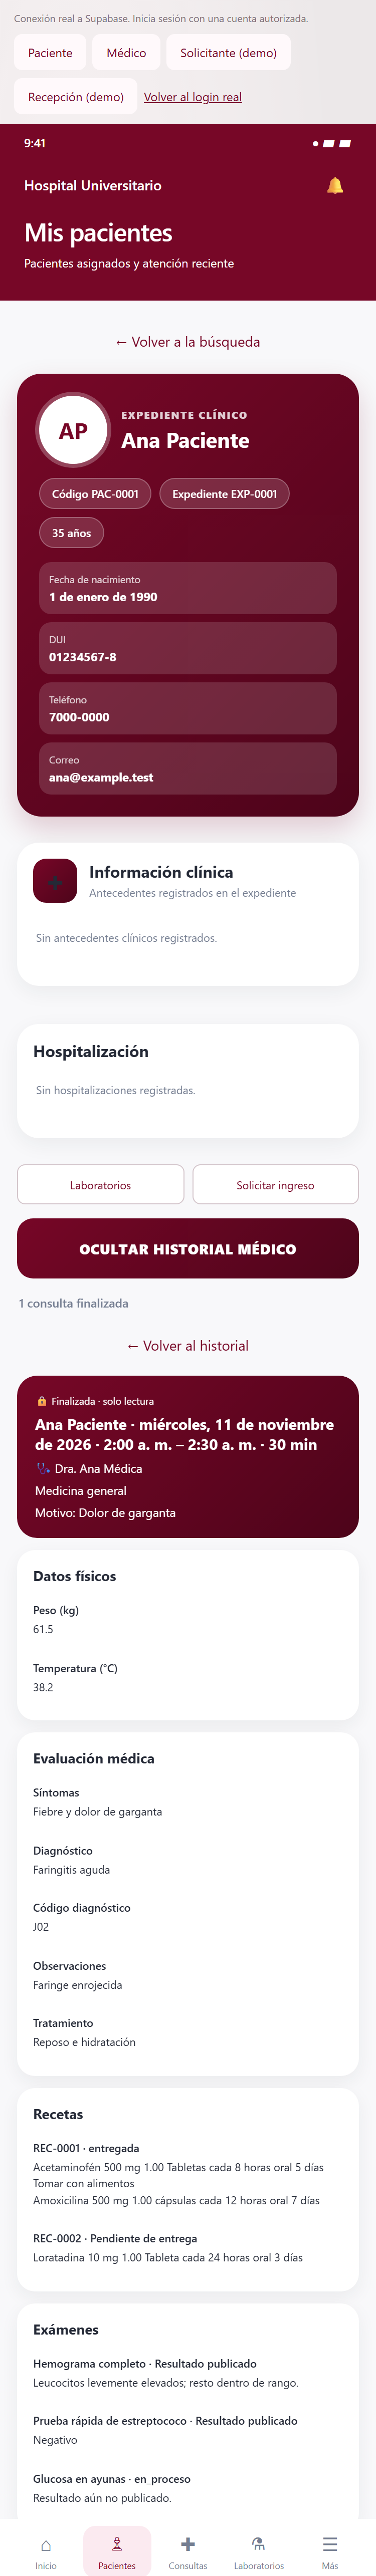 Conexión real a Supabase. Inicia sesión con una cuenta autorizada.
Paciente
Médico
Solicitante (demo)
Recepción (demo)
Volver al login real
9:41
Hospital Universitario
Mis pacientes
Pacientes asignados y atención reciente
← Volver a la búsqueda
AP
EXPEDIENTE CLÍNICO
Ana Paciente
Código PAC-0001
Expediente EXP-0001
35 años
Fecha de nacimiento
1 de enero de 1990
DUI
01234567-8
Teléfono
7000-0000
Correo
ana@example.test
Información clínica
Antecedentes registrados en el expediente
Sin antecedentes clínicos registrados.
Hospitalización
Sin hospitalizaciones registradas.
Laboratorios
Solicitar ingreso
OCULTAR HISTORIAL MÉDICO
1 consulta finalizada
← Volver al historial
Finalizada · solo lectura
Ana Paciente · miércoles, 11 de noviembre
de 2026 · 2:00 a. m. – 2:30 a. m. · 30 min
Dra. Ana Médica
Medicina general
Motivo: Dolor de garganta
Datos físicos
Peso (kg)
61.5
Temperatura (°C)
38.2
Evaluación médica
Síntomas
Fiebre y dolor de garganta
Diagnóstico
Faringitis aguda
Código diagnóstico
J02
Observaciones
Faringe enrojecida
Tratamiento
Reposo e hidratación
Recetas
REC-0001 · entregada
Acetaminofén 500 mg 1.00 Tabletas cada 8 horas oral 5 días
Tomar con alimentos
Amoxicilina 500 mg 1.00 cápsulas cada 12 horas oral 7 días
REC-0002 · Pendiente de entrega
Loratadina 10 mg 1.00 Tableta cada 24 horas oral 3 días
Exámenes
Hemograma completo · Resultado publicado
Leucocitos levemente elevados; resto dentro de rango.
Prueba rápida de estreptococo · Resultado publicado
Negativo
Glucosa en ayunas · en_proceso
Resultado aún no publicado.
Inicio
Pacientes
Consultas
Laboratorios
Más